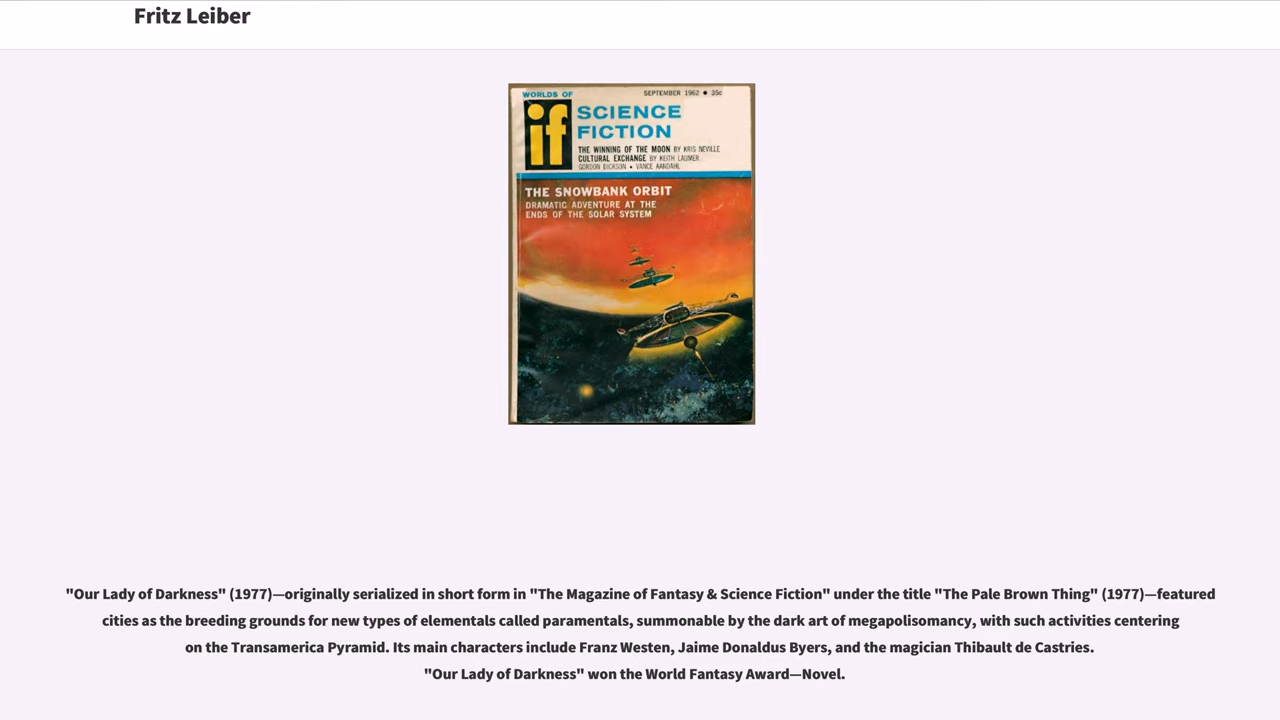 Fritz Leiber
WORLDS OF
SEPTEMBER 1962 ● 35c
if
SCIENCE
FICTION
THE WINNING OF THE MOON BY KRIS NEVILLE
CULTURAL EXCHANGE BY KEITH LAUMER
GORDON DICKSON • VANCE AANDAHL
THE SNOWBANK ORBIT
DRAMATIC ADVENTURE AT THE
ENDS OF THE SOLAR SYSTEM
"Our Lady of Darkness" (1977)—originally serialized in short form in "The Magazine of Fantasy & Science Fiction" under the title "The Pale Brown Thing" (1977)—featured
cities as the breeding grounds for new types of elementals called paramentals, summonable by the dark art of megapolisomancy, with such activities centering
on the Transamerica Pyramid. Its main characters include Franz Westen, Jaime Donaldus Byers, and the magician Thibault de Castries.
"Our Lady of Darkness" won the World Fantasy Award—Novel.